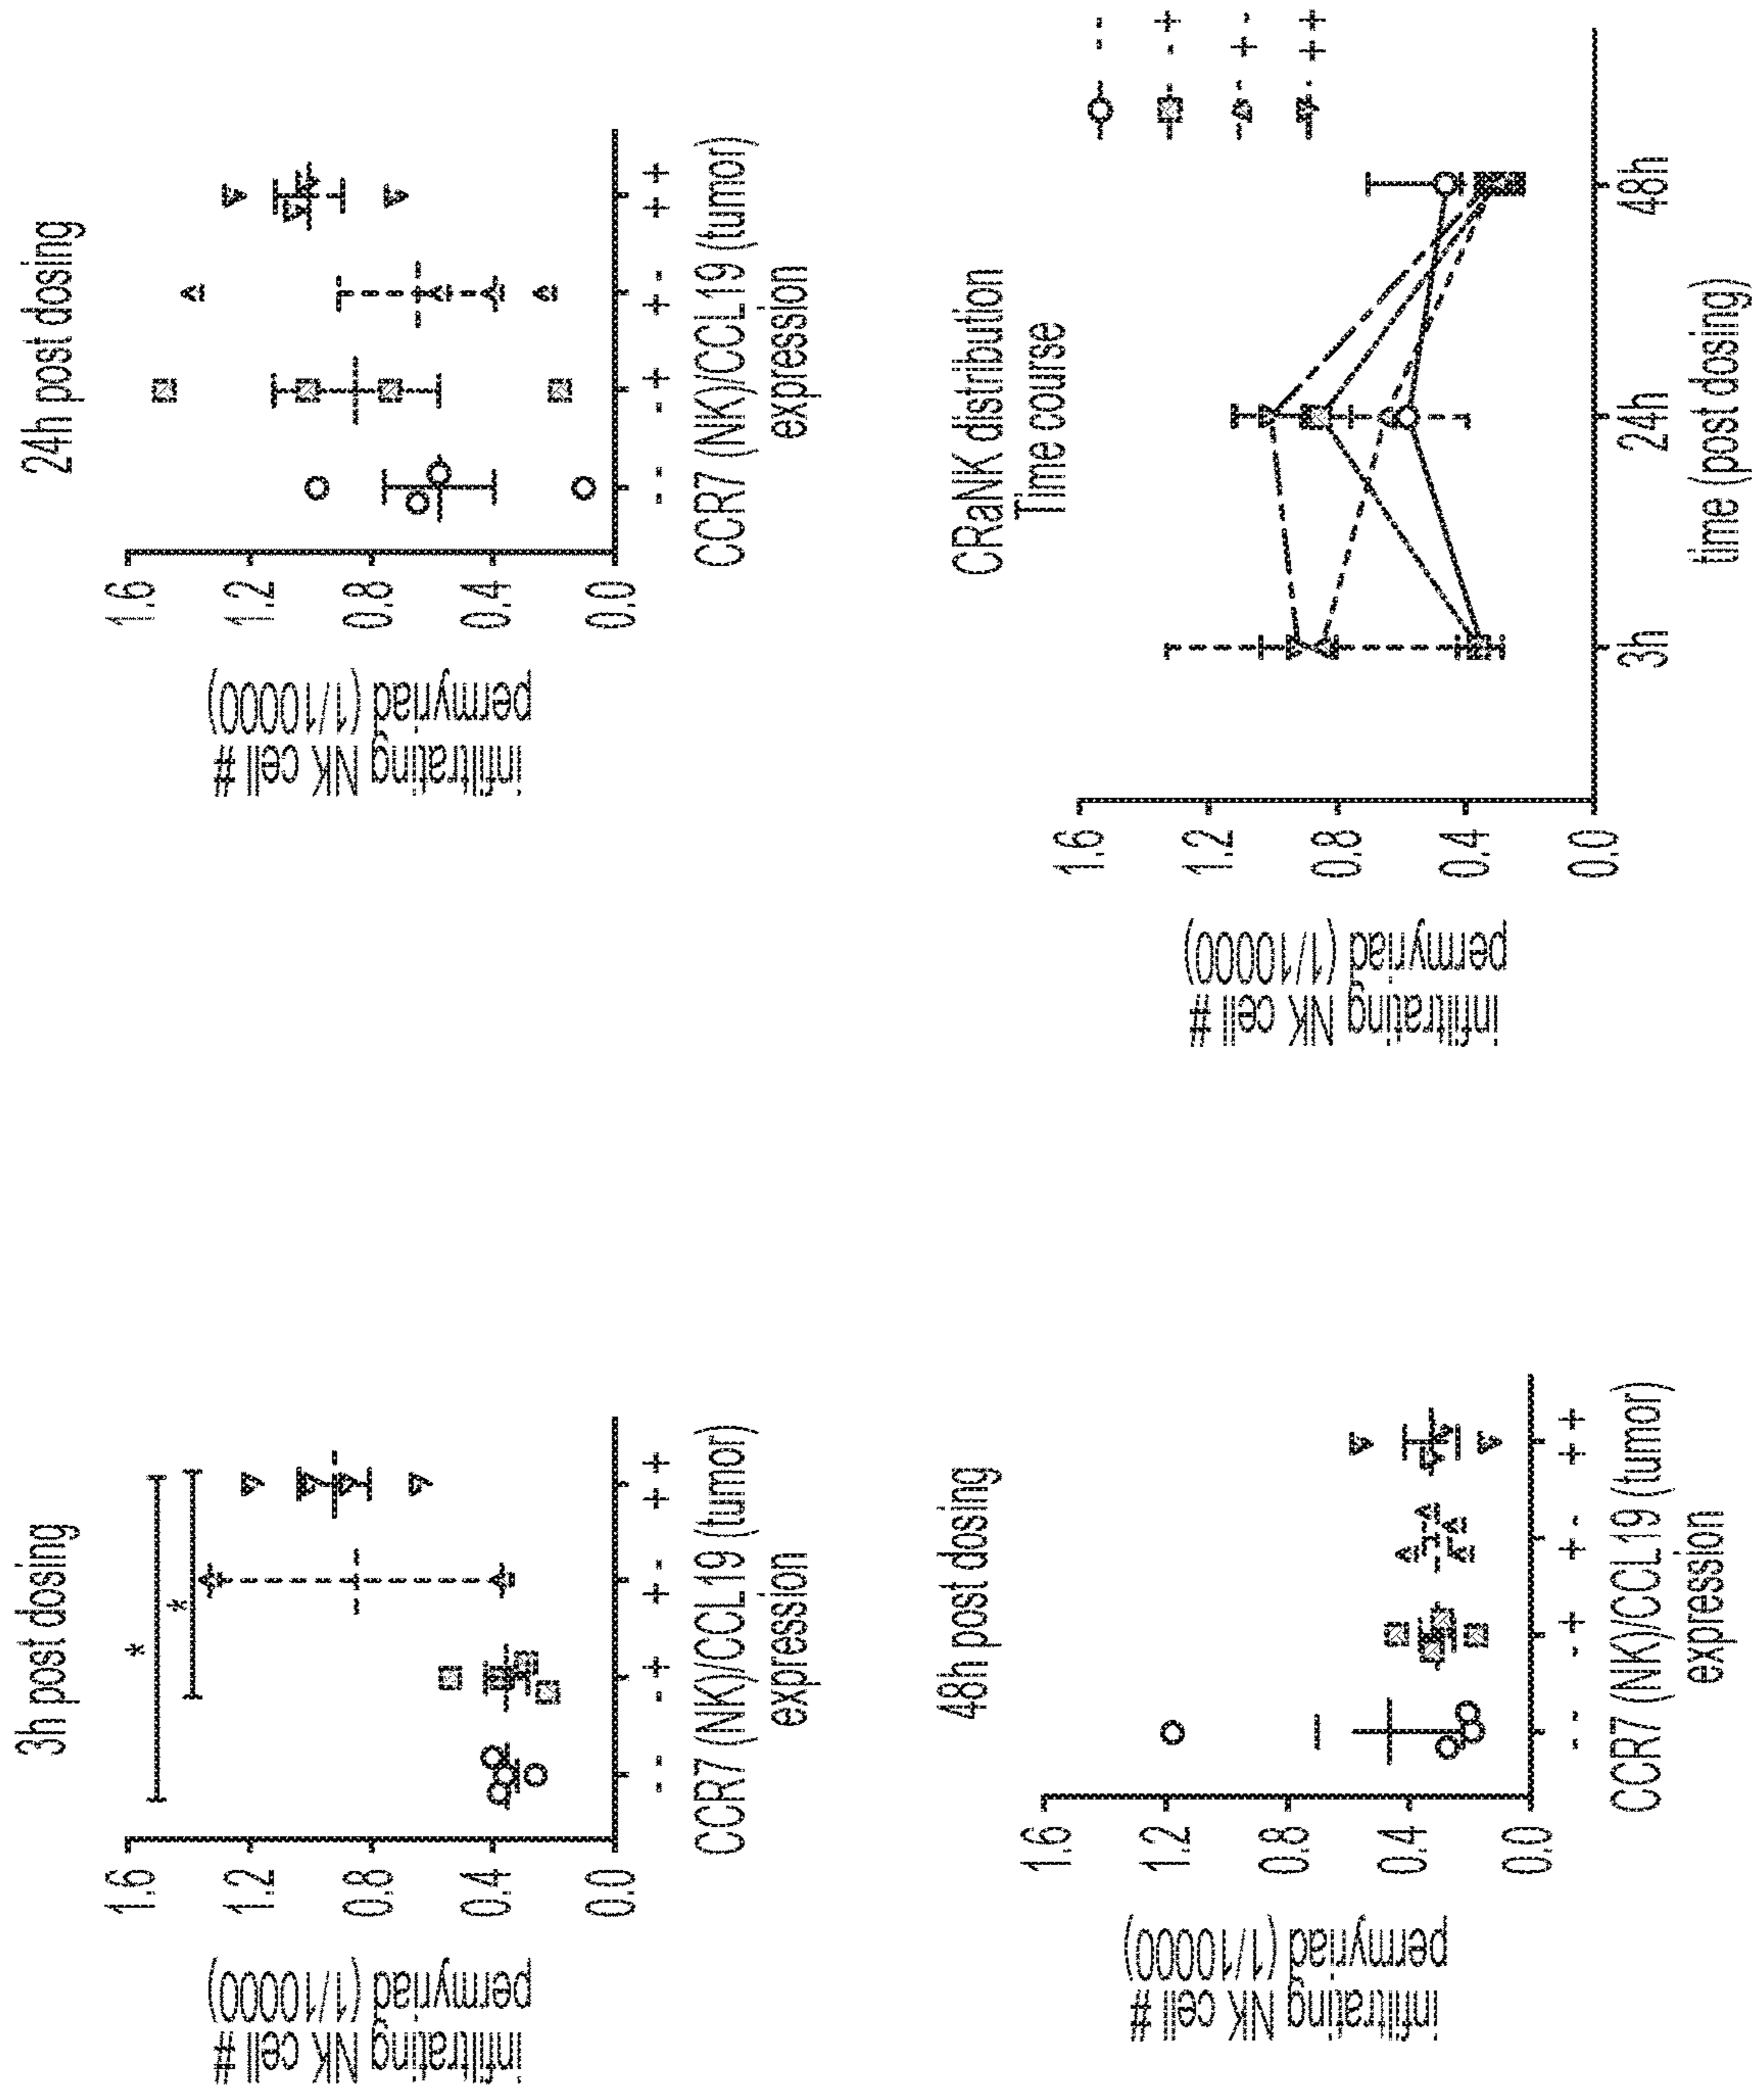 3h post dosing
* 
*
infiltrating NK cell #
permyriad (1/10000)
1.6
1.2
0.8
0.4
0.0
- - - + + - + +
CCR7 (NK)/CCL19 (tumor)
expression
24h post dosing
infiltrating NK cell #
permyriad (1/10000)
1.6
1.2
0.8
0.4
0.0
- - - + + - + +
CCR7 (NK)/CCL19 (tumor)
expression
48h post dosing
infiltrating NK cell #
permyriad (1/10000)
1.6
1.2
0.8
0.4
0.0
- - - + + - + +
CCR7 (NK)/CCL19 (tumor)
expression
CRaNK distribution
Time course
infiltrating NK cell #
permyriad (1/10000)
1.6
1.2
0.8
0.4
0.0
3h 24h 48h
time (post dosing)
- -
- +
+ -
+ +